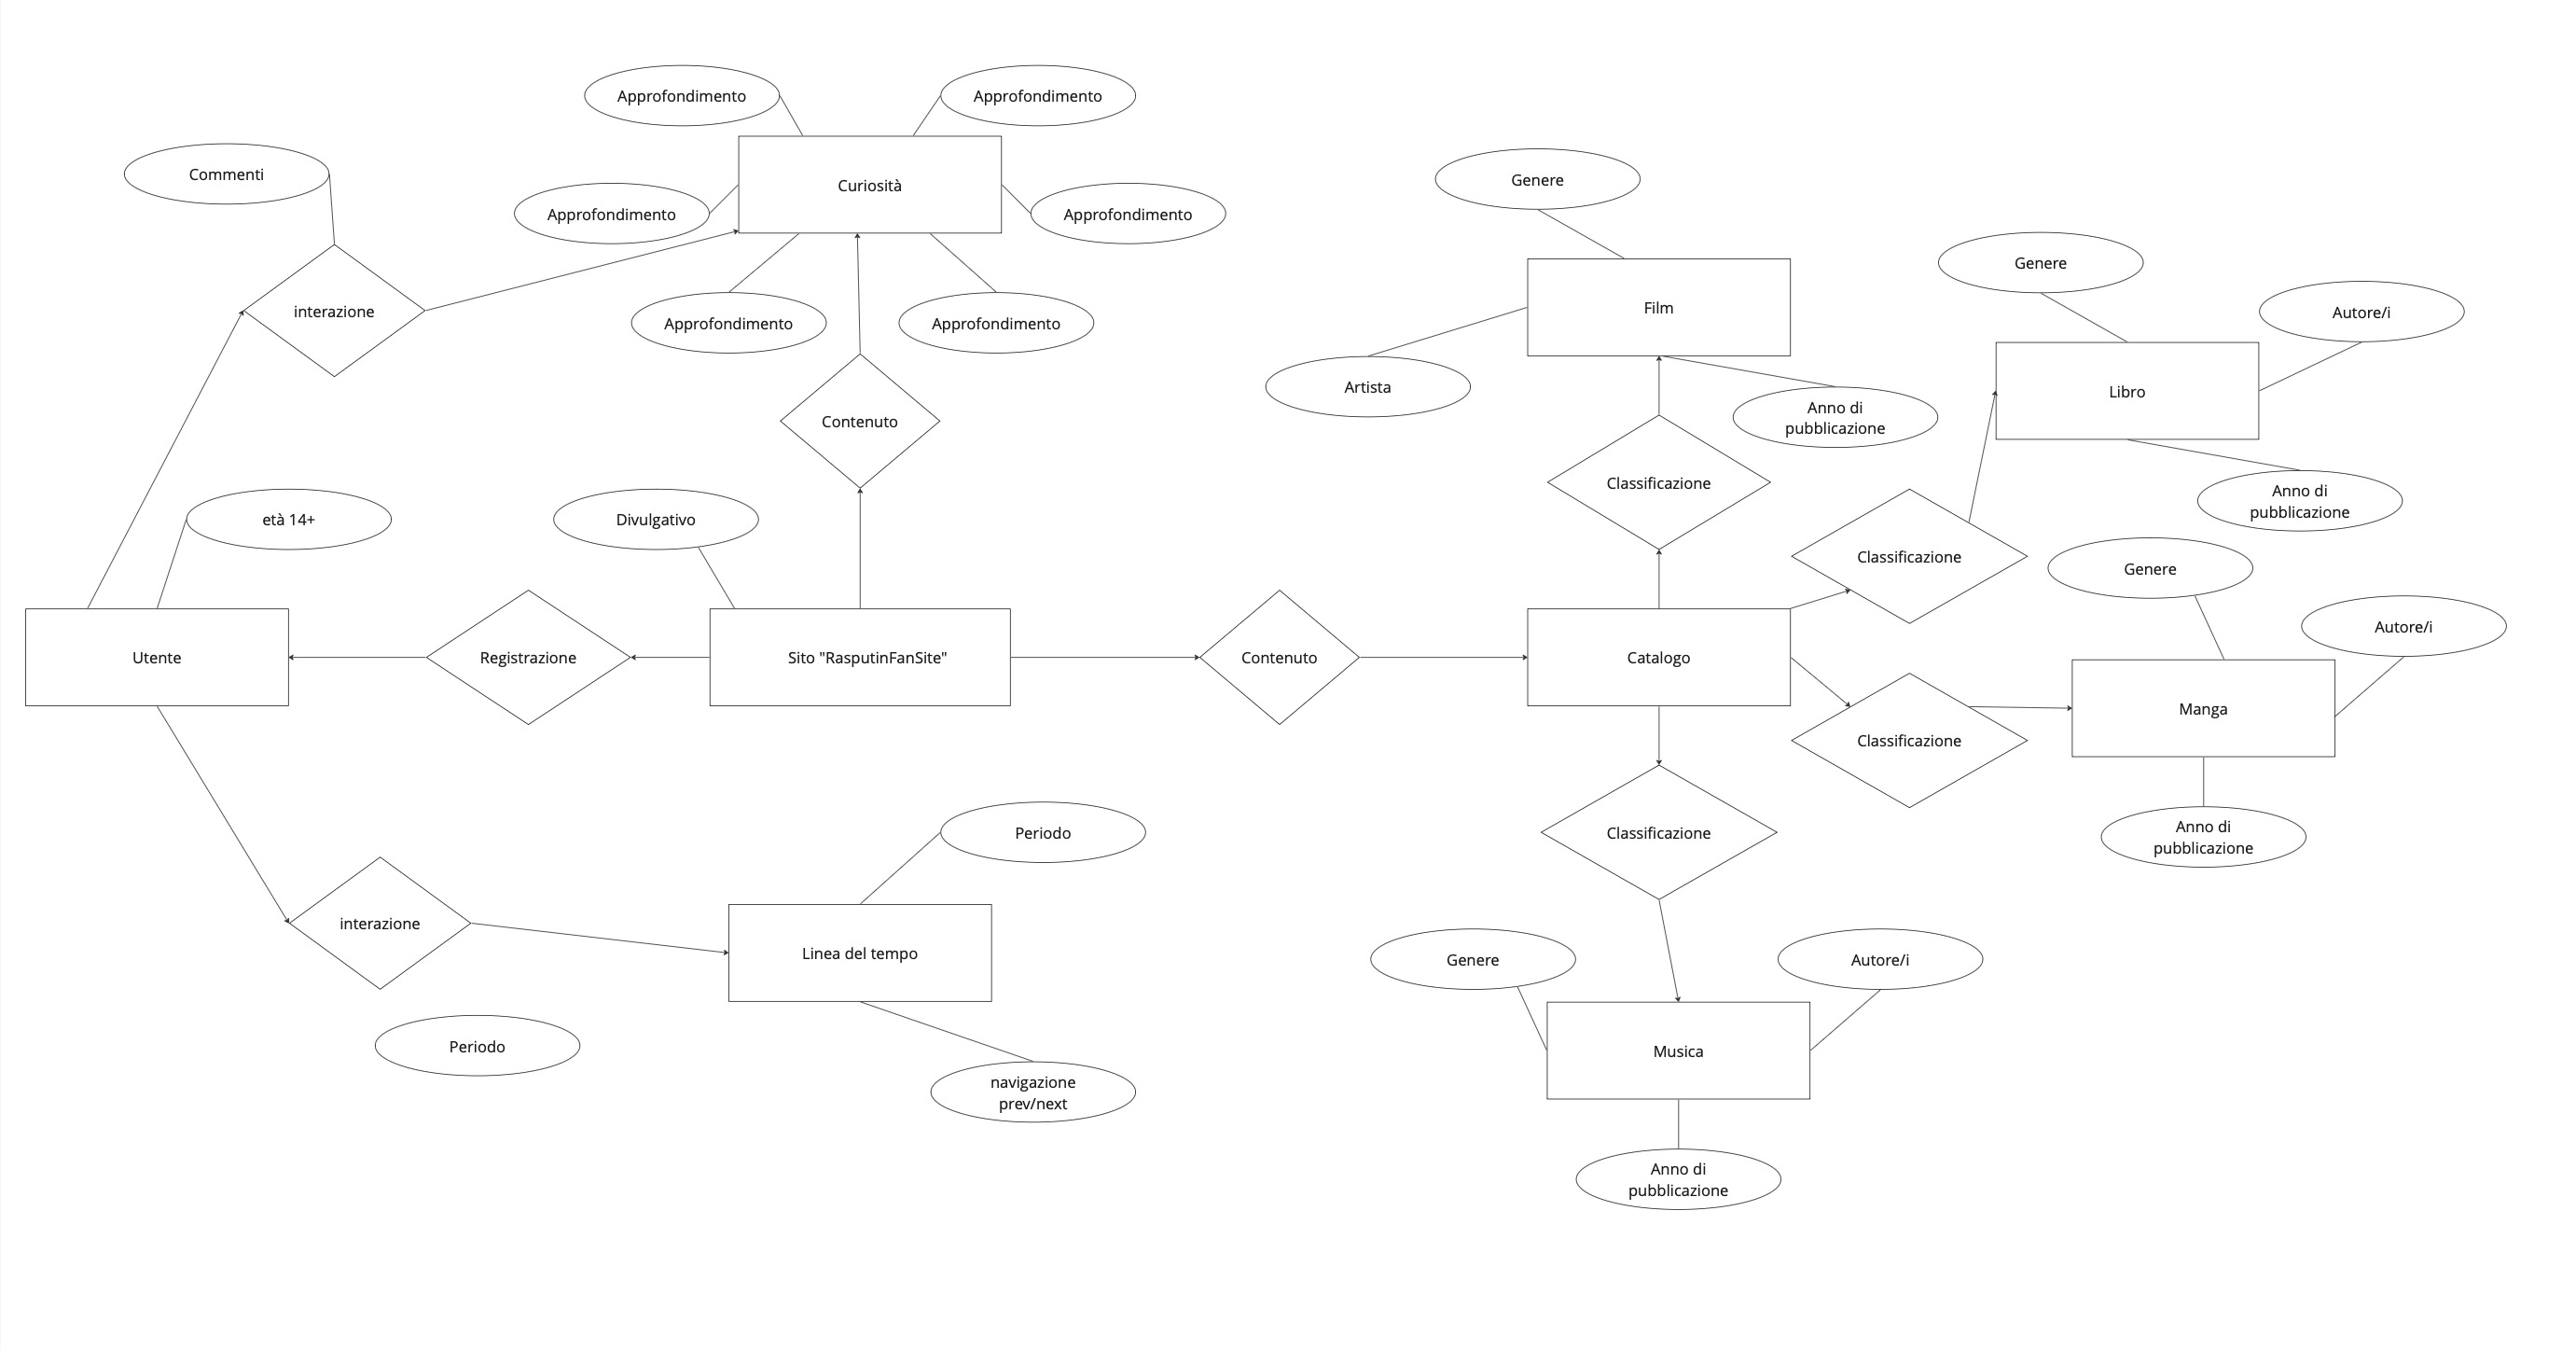 Approfondimento
Approfondimento
Commenti
Curiosità
Genere
Approfondimento
Approfondimento
Genere
Film
interazione
Autore/i
Approfondimento
Approfondimento
Artista
Libro
Anno di
pubblicazione
Contenuto
Classificazione
Anno di
pubblicazione
età 14+
Divulgativo
Classificazione
Genere
Autore/i
Utente
Registrazione
Sito "RasputinFanSite"
Contenuto
Catalogo
Manga
Classificazione
Periodo
Classificazione
Anno di
pubblicazione
interazione
Linea del tempo
Genere
Autore/i
Periodo
Musica
navigazione
prev/next
Anno di
pubblicazione